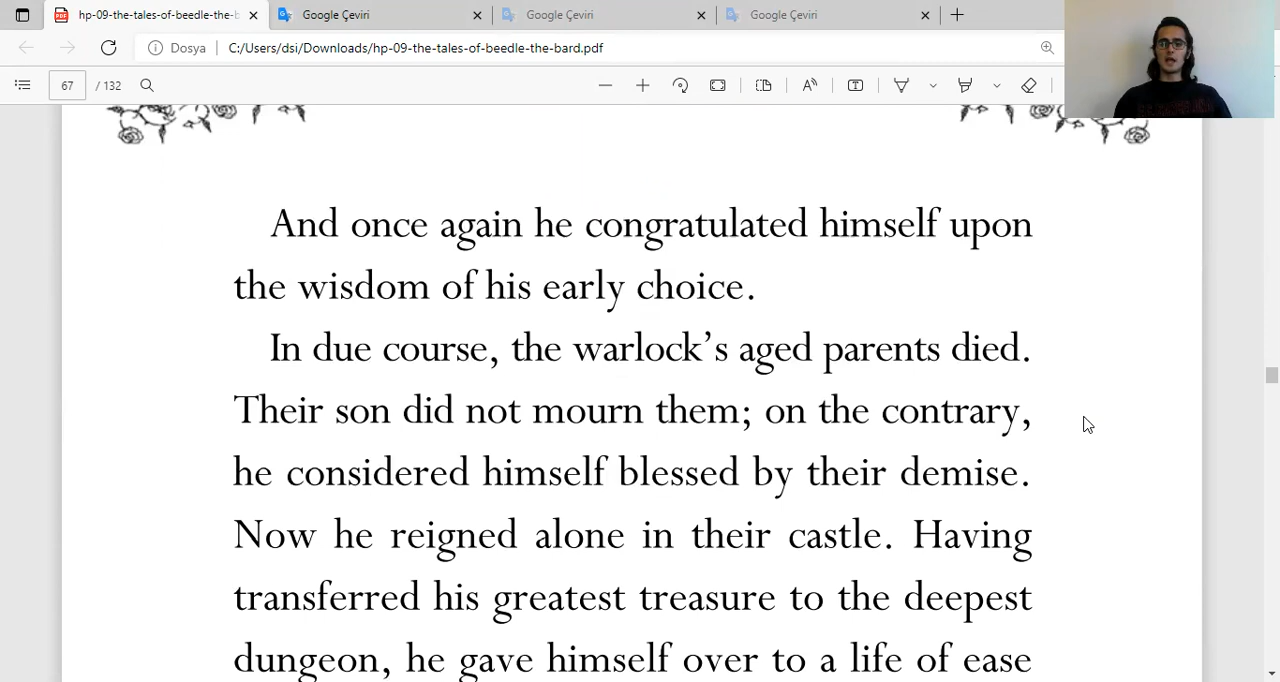 hp-09-the-tales-of-beedle-the-b
Google Çeviri
Google Çeviri
Google Çeviri
Dosya
C:/Users/dsi/Downloads/hp-09-the-tales-of-beedle-the-bard.pdf
67 / 132
And once again he congratulated himself upon
the wisdom of his early choice.
In due course, the warlock's aged parents died.
Their son did not mourn them; on the contrary,
he considered himself blessed by their demise.
Now he reigned alone in their castle. Having
transferred his greatest treasure to the deepest
dungeon, he gave himself over to a life of ease